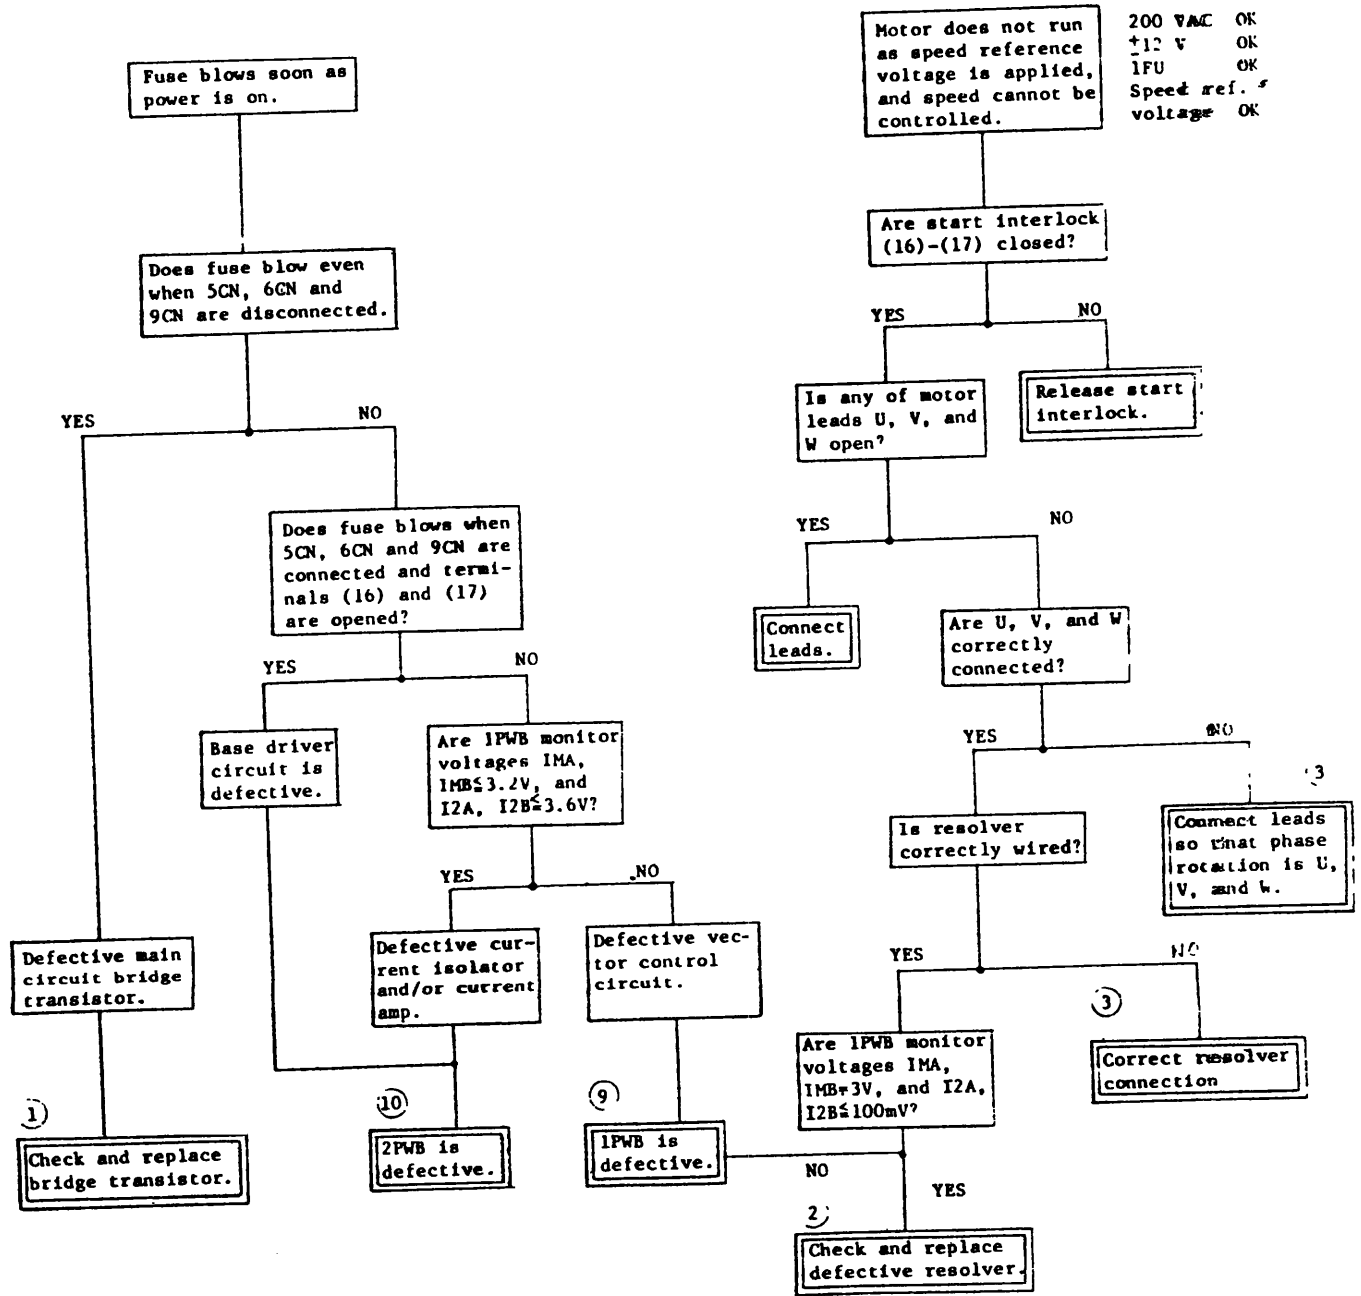 Fuse blows soon as
power is on.
Does fuse blow even
when 5CN, 6CN and
9CN are disconnected.
YES
NO
Does fuse blows when
5CN, 6CN and 9CN are
connected and termi-
nals (16) and (17)
are opened?
YES
NO
Base driver
circuit is
defective.
Are 1PWB monitor
voltages IMA,
IMB≦3.2V, and
I2A, I2B≦3.6V?
YES
NO
Defective main
circuit bridge
transistor.
Defective cur-
rent isolator
and/or current
amp.
Defective vec-
tor control
circuit.
1
Check and replace
bridge transistor.
10
2PWB is
defective.
9
1PWB is
defective.
Motor does not run
as speed reference
voltage is applied,
and speed cannot be
controlled.
200 VAC OK
±12 V OK
1FU OK
Speed ref.
voltage OK
Are start interlock
(16)-(17) closed?
YES
NO
Is any of motor
leads U, V, and
W open?
Release start
interlock.
YES
NO
Connect
leads.
Are U, V, and W
correctly
connected?
YES
NO
Is resolver
correctly wired?
3
Connect leads
so that phase
rotation is U,
V, and W.
YES
NO
Are 1PWB monitor
voltages IMA,
IMB=3V, and I2A,
I2B≦100mV?
3
Correct resolver
connection
NO
YES
2
Check and replace
defective resolver.